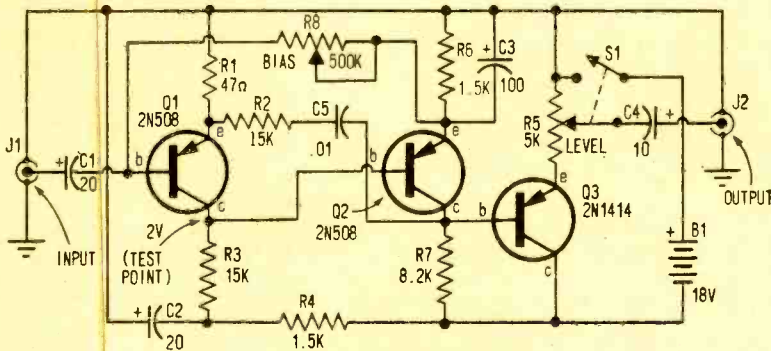 R8
500K
BIAS
R1
47Ω
R6
1.5K
+ C3
100
S1
Q1
2N508
R2
15K
C5
.01
R5
5K
LEVEL
C4
+
10
J2
OUTPUT
J1
+ C1
20
INPUT
b
e
c
b
e
c
b
e
c
2V
(TEST
POINT)
Q2
2N508
Q3
2N1414
R3
15K
R7
8.2K
+ B1
18V
+ C2
20
R4
1.5K